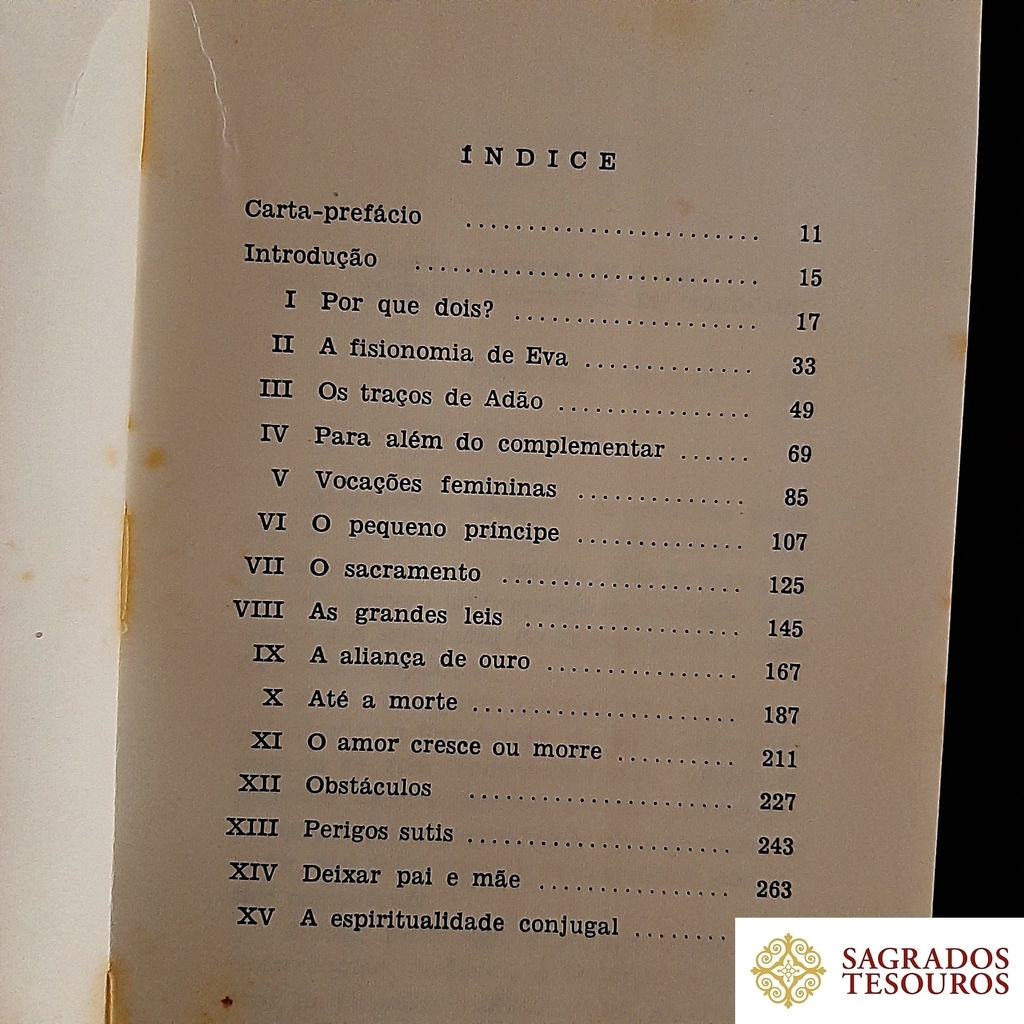 ÍNDICE
Carta-prefácio ........................ 11
Introdução ............................ 15
I Por que dois? .................... 17
II A fisionomia de Eva .............. 33
III Os traços de Adão ................ 49
IV Para além do complementar ...... 69
V Vocações femininas .............. 85
VI O pequeno príncipe .............. 107
VII O sacramento .................... 125
VIII As grandes leis .................. 145
IX A aliança de ouro ................ 167
X Até a morte ...................... 187
XI O amor cresce ou morre .......... 211
XII Obstáculos ...................... 227
XIII Perigos sutis ...................... 243
XIV Deixar pai e mãe ................ 263
XV A espiritualidade conjugal ........
SAGRADOS
TESOUROS